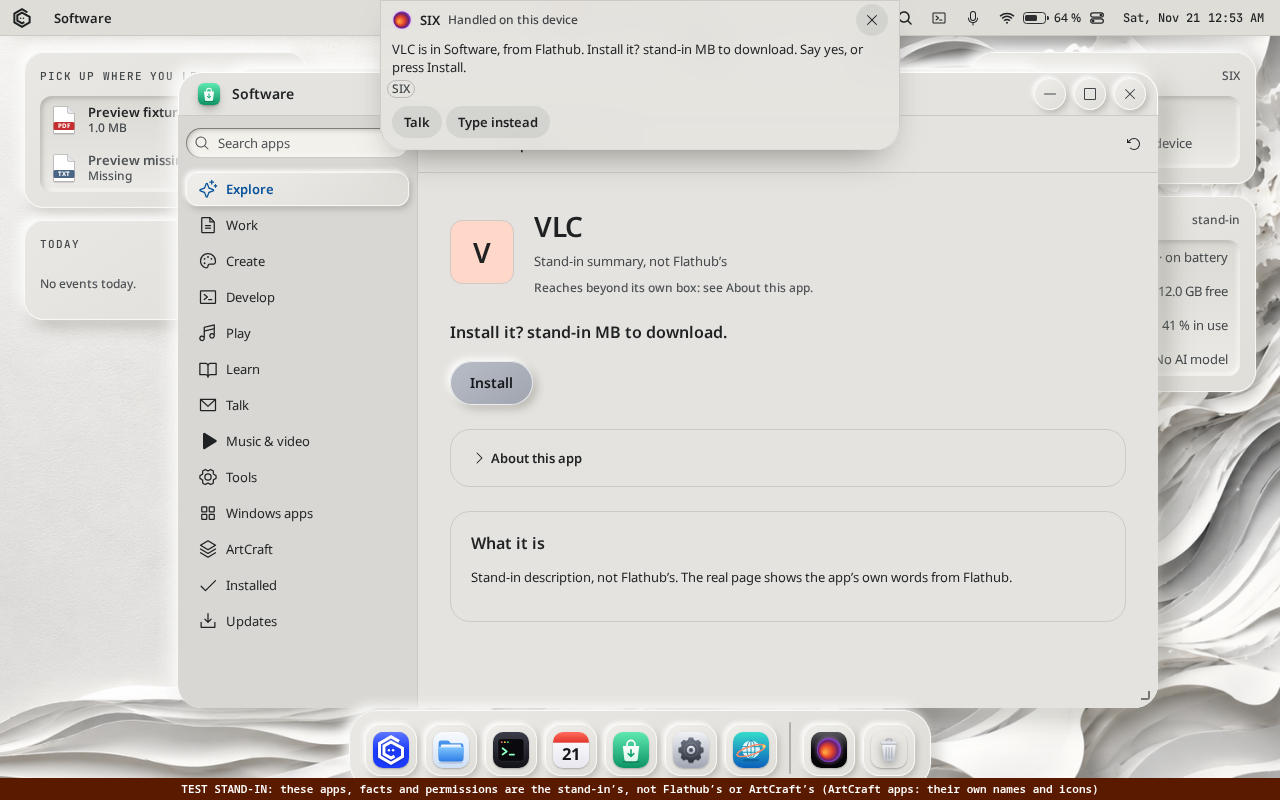 Software
SIX Handled on this device
64 %
Sat, Nov 21 12:53 AM
VLC is in Software, from Flathub. Install it? stand-in MB to download. Say yes, or
press Install.
SIX
Talk
Type instead
PICK UP WHERE YOU
Preview fixtur
1.0 MB
PDF
Preview missi
Missing
TXT
TODAY
No events today.
Software
Search apps
Explore
Work
Create
Develop
Play
Learn
Talk
Music & video
Tools
Windows apps
ArtCraft
Installed
Updates
V
VLC
Stand-in summary, not Flathub’s
Reaches beyond its own box: see About this app.
Install it? stand-in MB to download.
Install
About this app
What it is
Stand-in description, not Flathub’s. The real page shows the app’s own words from Flathub.
SIX
device
stand-in
· on battery
12.0 GB free
41 % in use
No AI model
21
TEST STAND-IN: these apps, facts and permissions are the stand-in’s, not Flathub’s or ArtCraft’s (ArtCraft apps: their own names and icons)